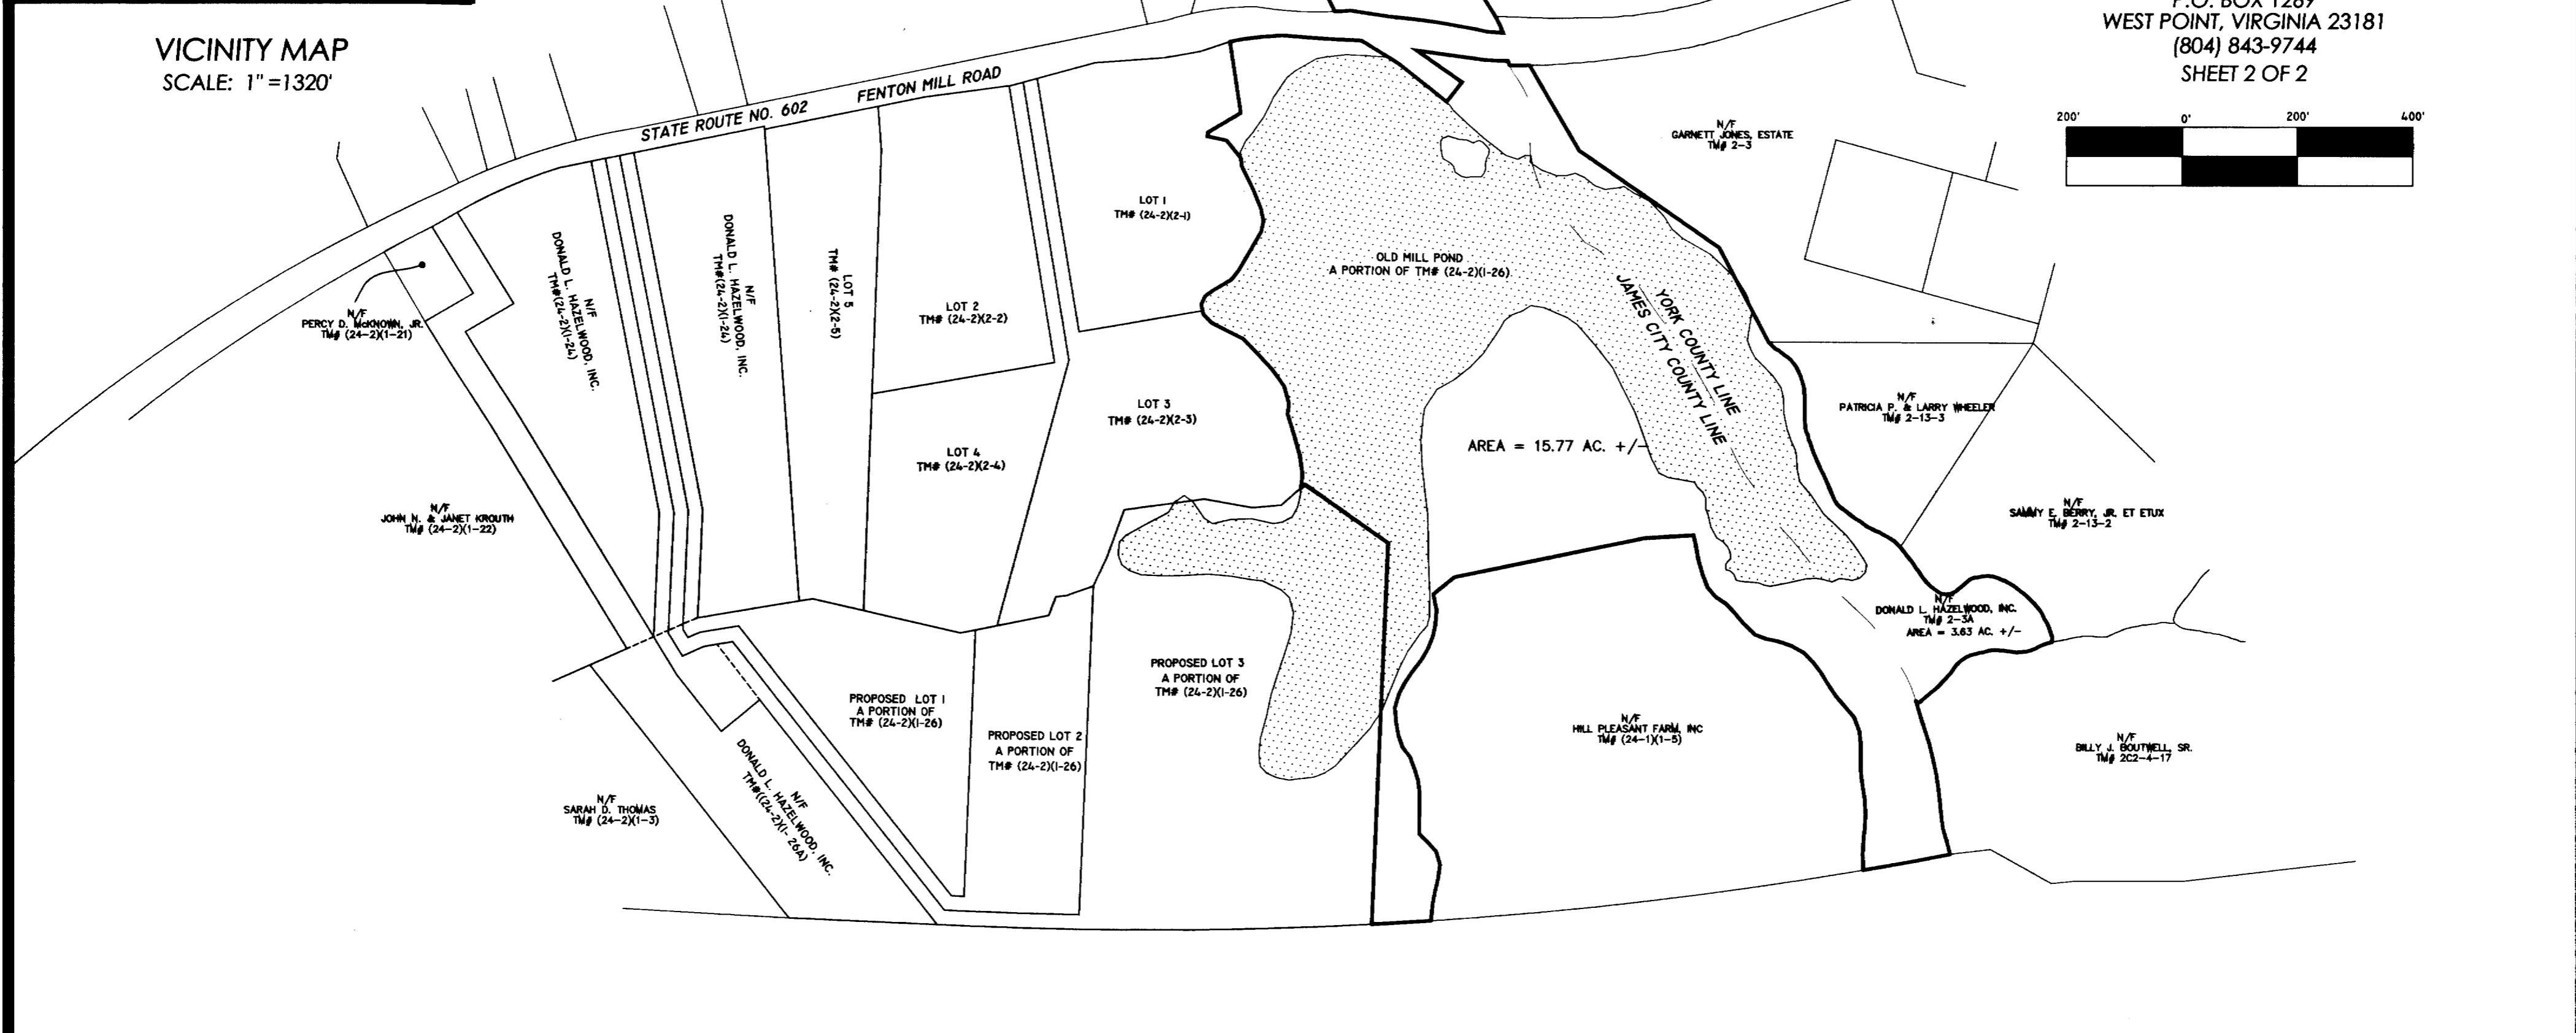 VICINITY MAP
SCALE: 1"=1320'
P.O. BOX 1289
WEST POINT, VIRGINIA 23181
(804) 843-9744
SHEET 2 OF 2
200' 0' 200' 400'
STATE ROUTE NO. 602 FENTON MILL ROAD
N/F
GARNETT JONES, ESTATE
TM# 2-3
LOT 1
TM# (24-2)(2-1)
N/F
DONALD L. HAZELWOOD, INC.
TM#(24-2)(1-24)
N/F
DONALD L. HAZELWOOD, INC.
TM#(24-2)(1-24)
LOT 5
TM# (24-2)(2-5)
LOT 2
TM# (24-2)(2-2)
OLD MILL POND
A PORTION OF TM# (24-2)(1-26)
YORK COUNTY LINE
JAMES CITY COUNTY LINE
N/F
PERCY D. McKNOWN, JR.
TM# (24-2)(1-21)
LOT 3
TM# (24-2)(2-3)
N/F
PATRICIA P. & LARRY WHEELER
TM# 2-13-3
AREA = 15.77 AC. +/-
LOT 4
TM# (24-2)(2-4)
N/F
JOHN N. & JANET KROUTH
TM# (24-2)(1-22)
N/F
SAMMY E. BERRY, JR. ET ETUX
TM# 2-13-2
N/F
DONALD L. HAZELWOOD, INC.
TM# 2-3A
AREA = 3.63 AC. +/-
PROPOSED LOT 3
A PORTION OF
TM# (24-2)(1-26)
PROPOSED LOT 1
A PORTION OF
TM# (24-2)(1-26)
PROPOSED LOT 2
A PORTION OF
TM# (24-2)(1-26)
N/F
HILL PLEASANT FARM, INC
TM# (24-1)(1-5)
N/F
BILLY J. BOUTWELL, SR.
TM# 2C2-4-17
N/F
SARAH D. THOMAS
TM# (24-2)(1-3)
N/F
DONALD L. HAZELWOOD, INC.
TM#((24-2)(1-26A)